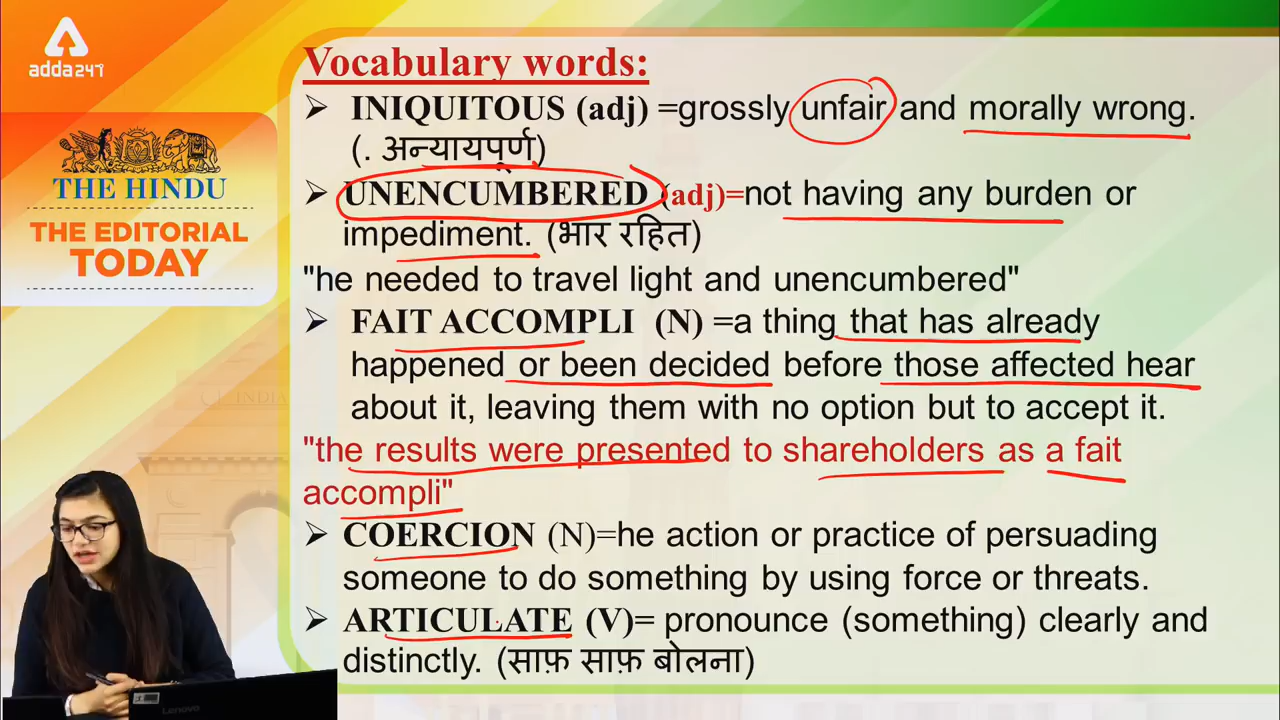 adda247
THE HINDU
THE EDITORIAL
TODAY
Vocabulary words:
➢ INIQUITOUS (adj) =grossly unfair and morally wrong.
(. अन्यायपूर्ण)
➢ UNENCUMBERED (adj)=not having any burden or
impediment. (भार रहित)
"he needed to travel light and unencumbered"
➢ FAIT ACCOMPLI (N) =a thing that has already
happened or been decided before those affected hear
about it, leaving them with no option but to accept it.
"the results were presented to shareholders as a fait
accompli"
➢ COERCION (N)=he action or practice of persuading
someone to do something by using force or threats.
➢ ARTICULATE (V)= pronounce (something) clearly and
distinctly. (साफ़ साफ़ बोलना)
INDIA
Lenovo